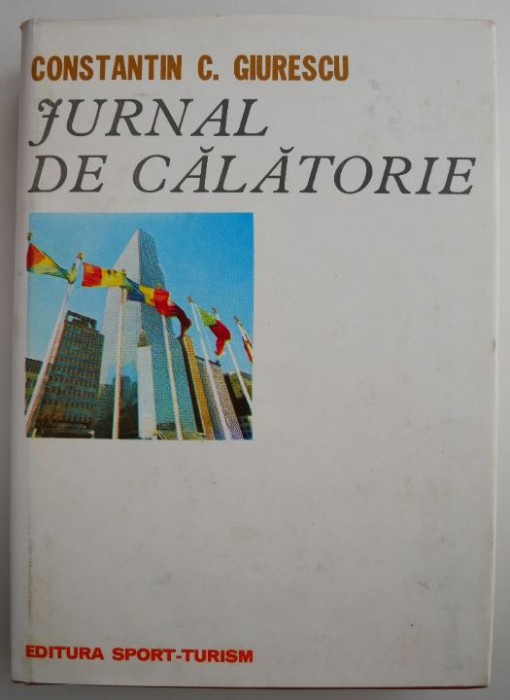 CONSTANTIN C. GIURESCU
JURNAL
DE CĂLĂTORIE
EDITURA SPORT-TURISM